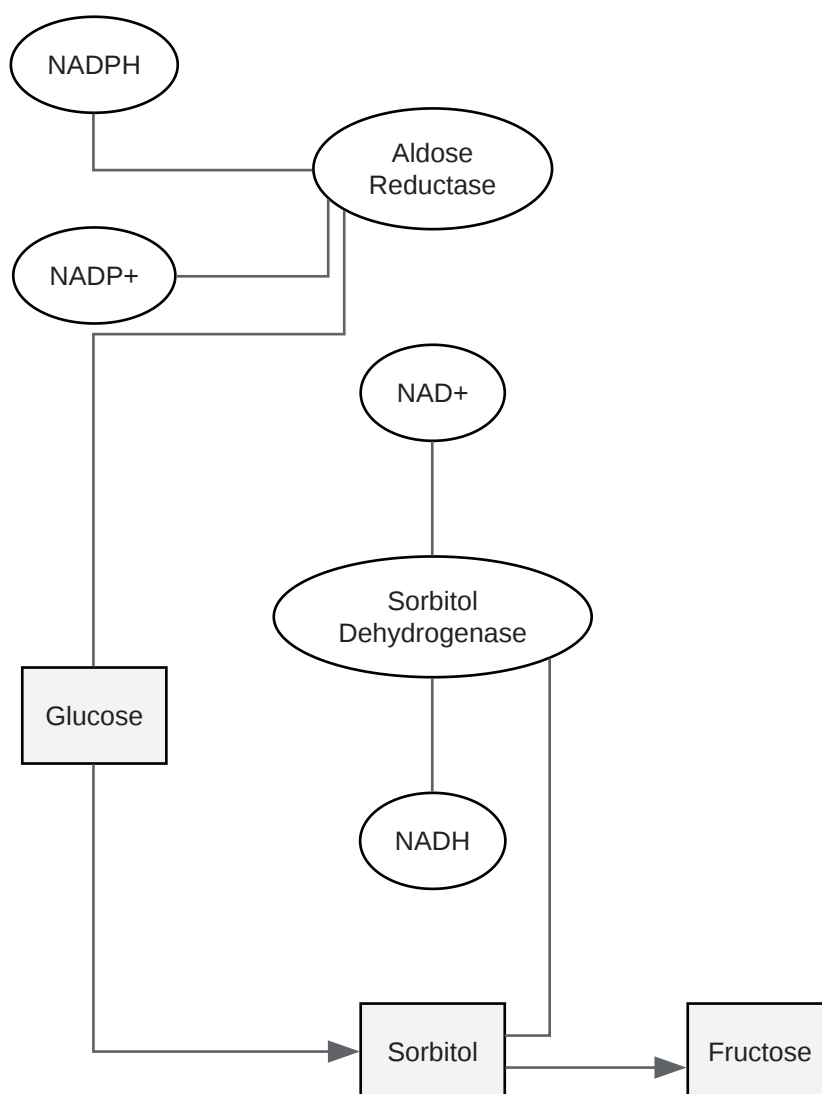 NADPH
Aldose
Reductase
NADP+
NAD+
Sorbitol
Dehydrogenase
Glucose
NADH
Sorbitol
Fructose